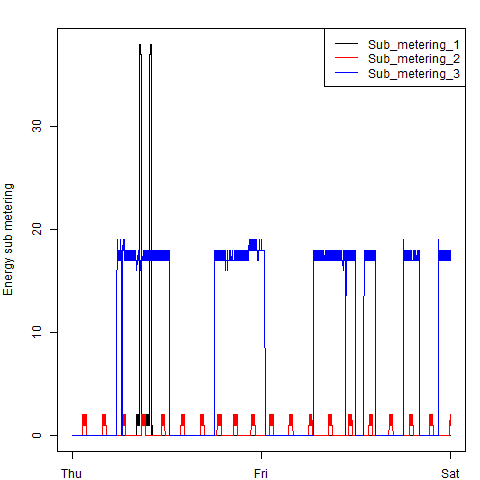 Sub_metering_1
Sub_metering_2
Sub_metering_3
Energy sub metering
30
20
10
0
Thu
Fri
Sat